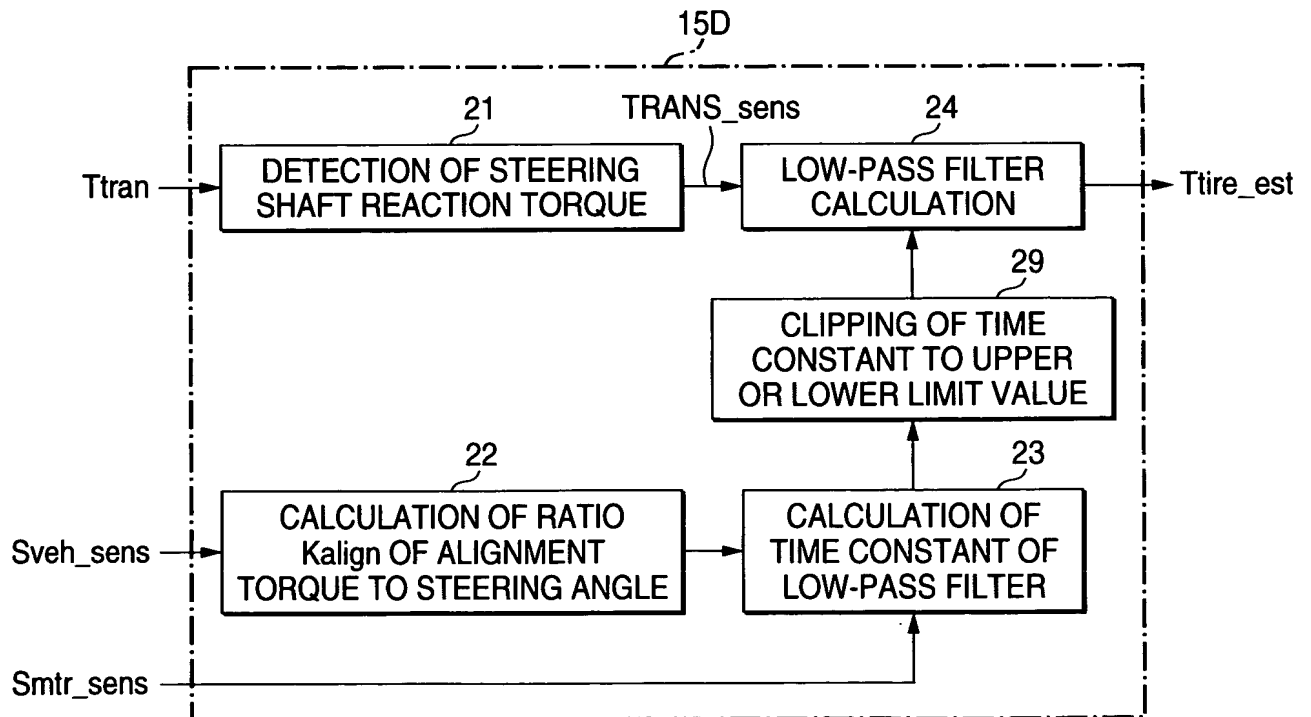 15D
21
TRANS_sens
24
Ttran
DETECTION OF STEERING
SHAFT REACTION TORQUE
LOW-PASS FILTER
CALCULATION
Ttire_est
29
CLIPPING OF TIME
CONSTANT TO UPPER
OR LOWER LIMIT VALUE
22
23
Sveh_sens
CALCULATION OF RATIO
Kalign OF ALIGNMENT
TORQUE TO STEERING ANGLE
CALCULATION OF
TIME CONSTANT OF
LOW-PASS FILTER
Smtr_sens